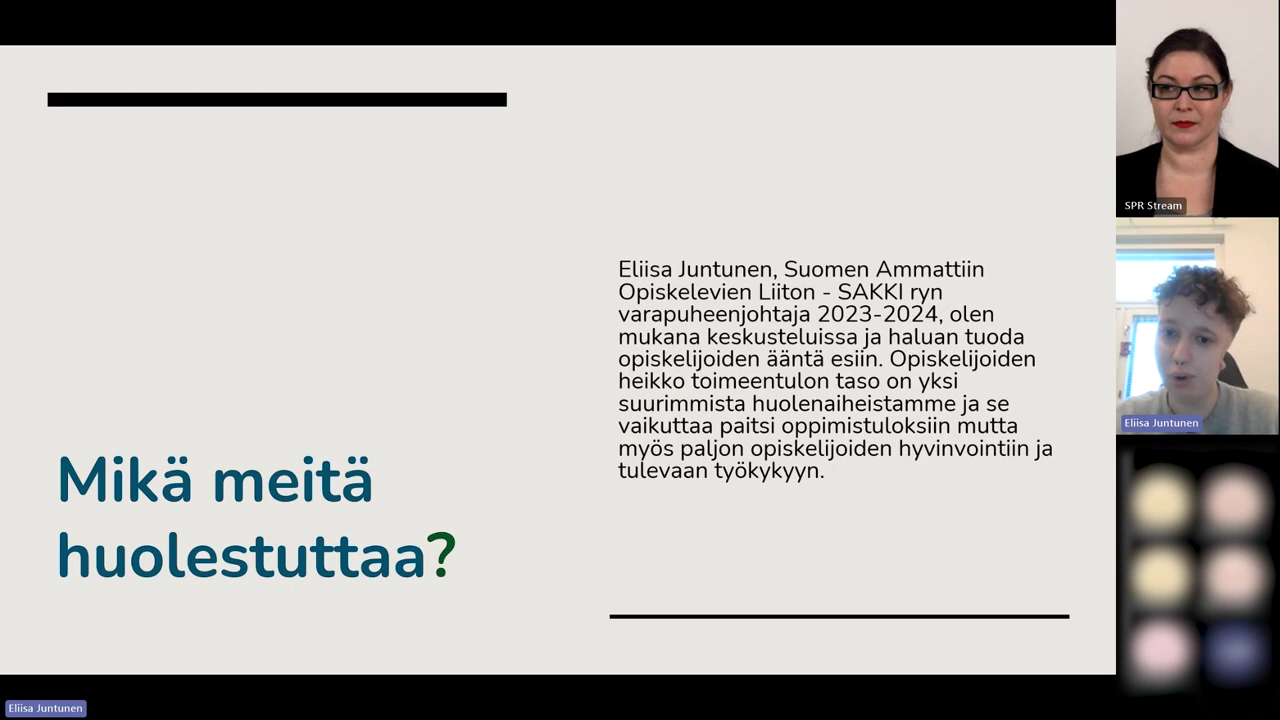 Mikä meitä
huolestuttaa?
Eliisa Juntunen, Suomen Ammattiin
Opiskelevien Liiton - SAKKI ryn
varapuheenjohtaja 2023-2024, olen
mukana keskusteluissa ja haluan tuoda
opiskelijoiden ääntä esiin. Opiskelijoiden
heikko toimeentulon taso on yksi
suurimmista huolenaiheistamme ja se
vaikuttaa paitsi oppimistuloksiin mutta
myös paljon opiskelijoiden hyvinvointiin ja
tulevaan työkykyyn.
SPR Stream
Eliisa Juntunen
Eliisa Juntunen